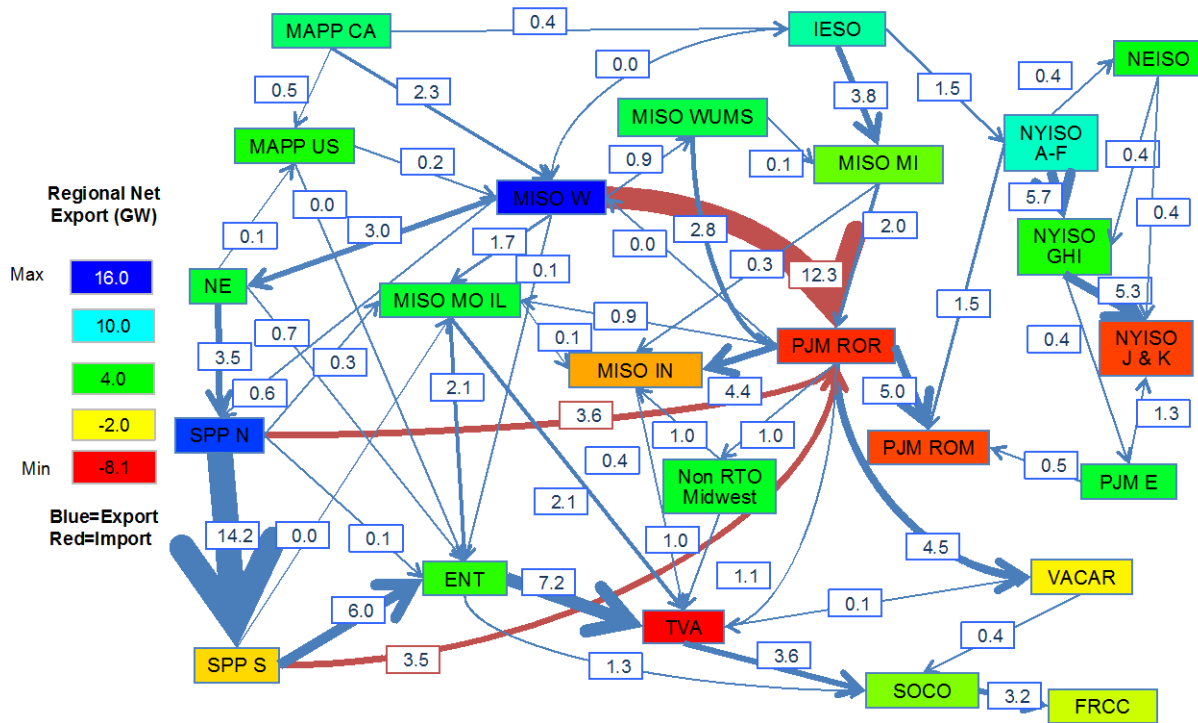 MAPP CA
0.4
IESO
NEISO
0.0
0.4
0.5
2.3
3.8
1.5
MISO WUMS
NYISO
A-F
MAPP US
0.2
0.9
0.1
MISO MI
0.4
Regional Net
Export (GW)
0.0
MISO W
5.7
0.1
3.0
1.7
0.0
2.8
2.0
0.4
NYISO
GHI
Max
16.0
NE
MISO MO IL
0.1
0.3
12.3
5.3
10.0
0.7
0.9
1.5
3.5
0.3
0.1
PJM ROR
0.4
NYISO
J & K
4.0
0.6
2.1
MISO IN
4.4
5.0
-2.0
SPP N
3.6
1.0
1.0
PJM ROM
1.3
Min
-8.1
0.4
Non RTO
Midwest
0.5
PJM E
Blue=Export
Red=Import
14.2
0.0
0.1
2.1
1.0
4.5
ENT
7.2
1.1
VACAR
6.0
0.1
TVA
0.4
SPP S
3.5
1.3
3.6
SOCO
3.2
FRCC